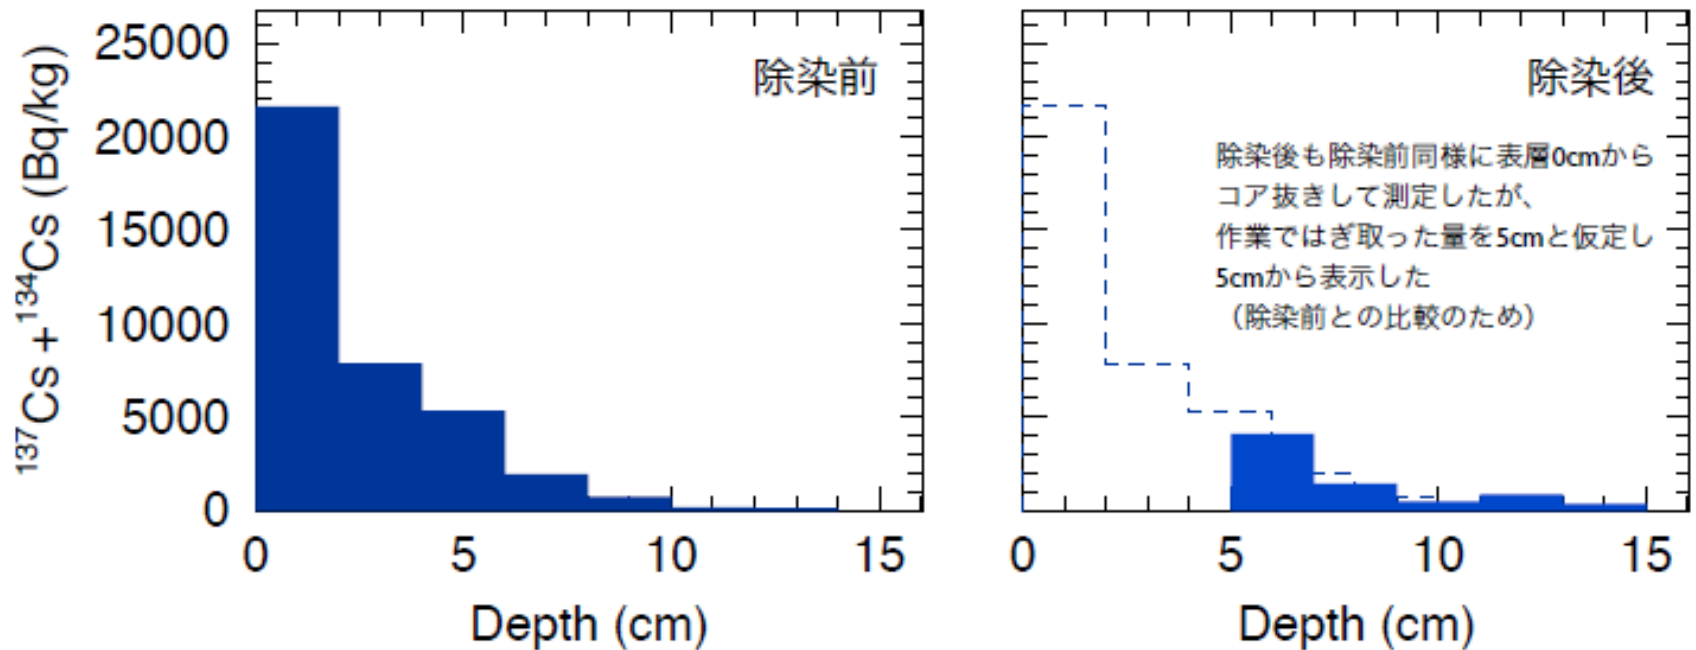 25000
20000
15000
10000
5000
0
¹³⁷Cs + ¹³⁴Cs (Bq/kg)
除染前
0 5 10 15
Depth (cm)
除染後
除染後も除染前同様に表層0cmから
コア抜きして測定したが、
作業ではぎ取った量を5cmと仮定し
5cmから表示した
（除染前との比較のため）
0 5 10 15
Depth (cm)